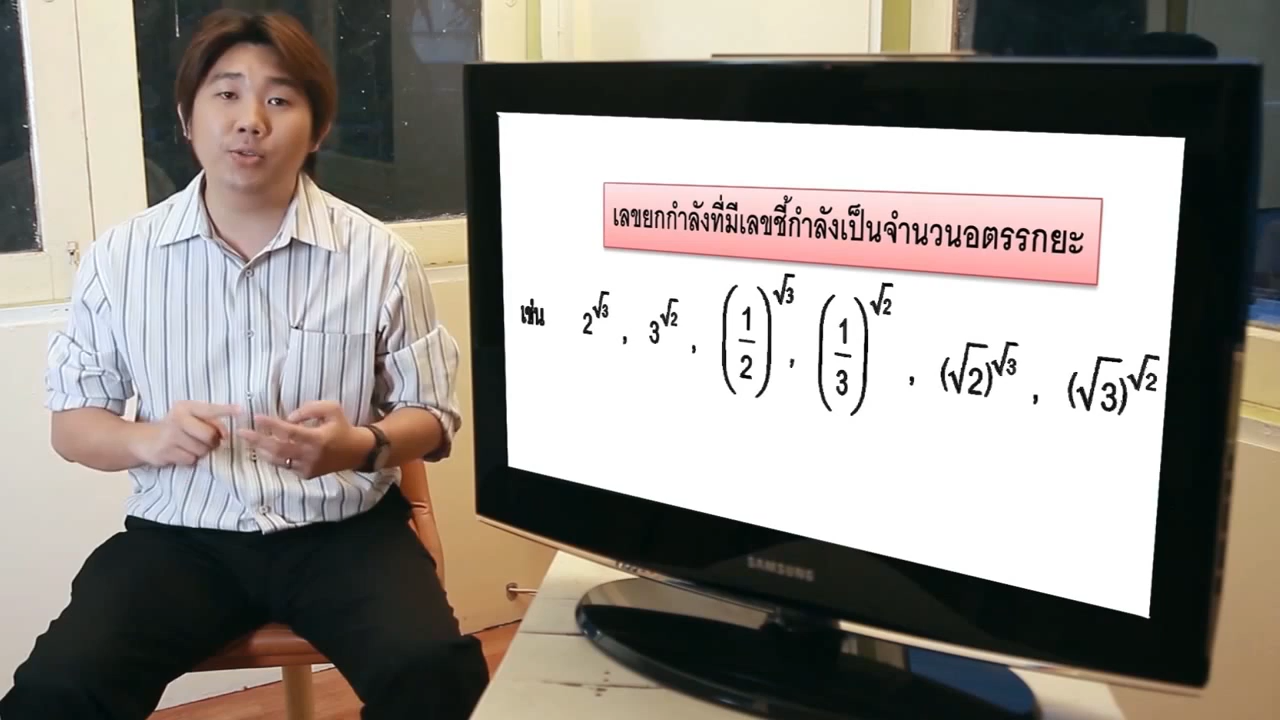 เลขยกกำลังที่มีเลขชี้กำลังเป็นจำนวนอตรรกยะ
เช่น 2^√3 , 3^√2 , (1/2)^√3 , (1/3)^√2 , (√2)^√3 , (√3)^√2
SAMSUNG